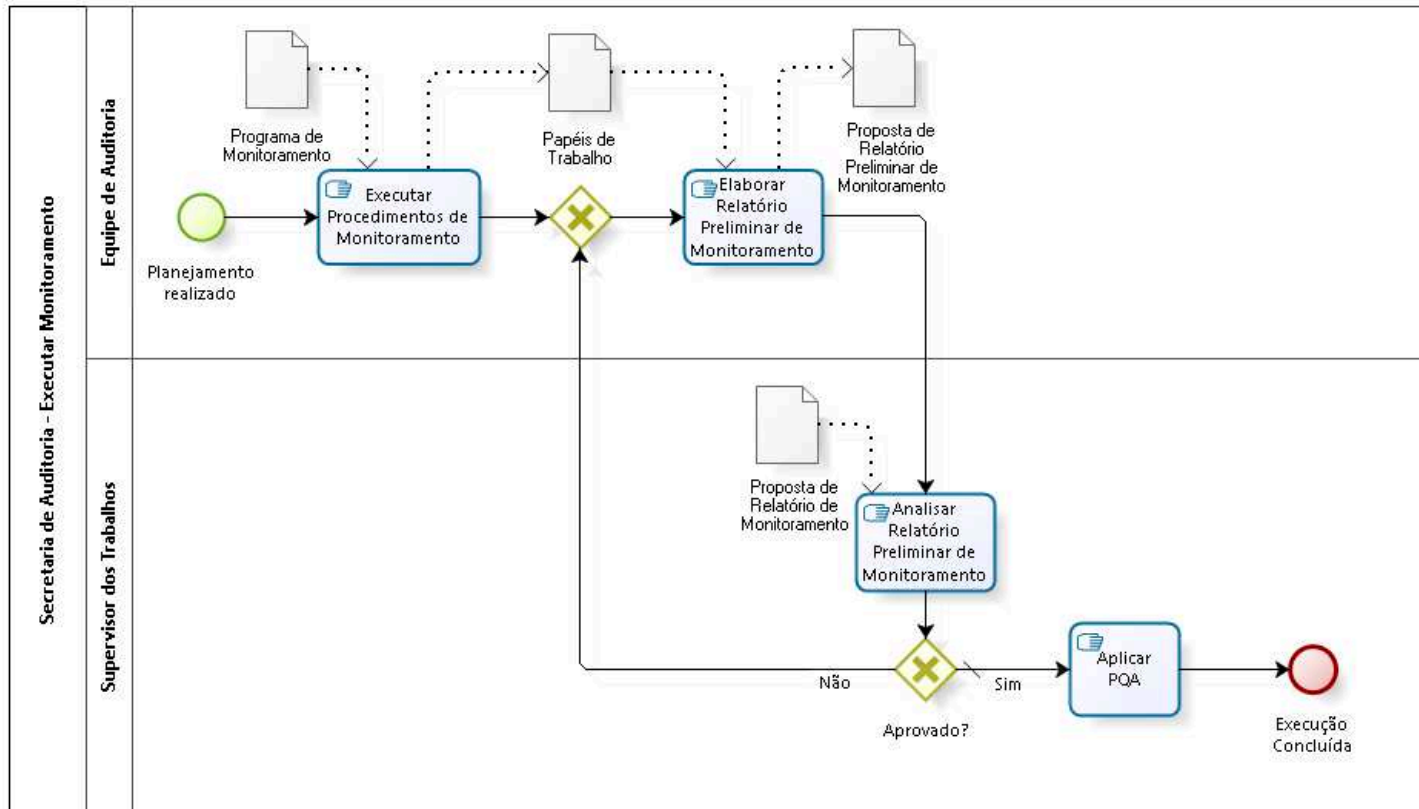 Secretaria de Auditoria - Executar Monitoramento
Equipe de Auditoria
Programa de
Monitoramento
Papéis de
Trabalho
Proposta de
Relatório
Preliminar de
Monitoramento
Planejamento
realizado
Executar
Procedimentos de
Monitoramento
Elaborar
Relatório
Preliminar de
Monitoramento
Supervisor dos Trabalhos
Proposta de
Relatório de
Monitoramento
Analisar
Relatório
Preliminar de
Monitoramento
Não
Aprovado?
Sim
Aplicar
PQA
Execução
Concluída